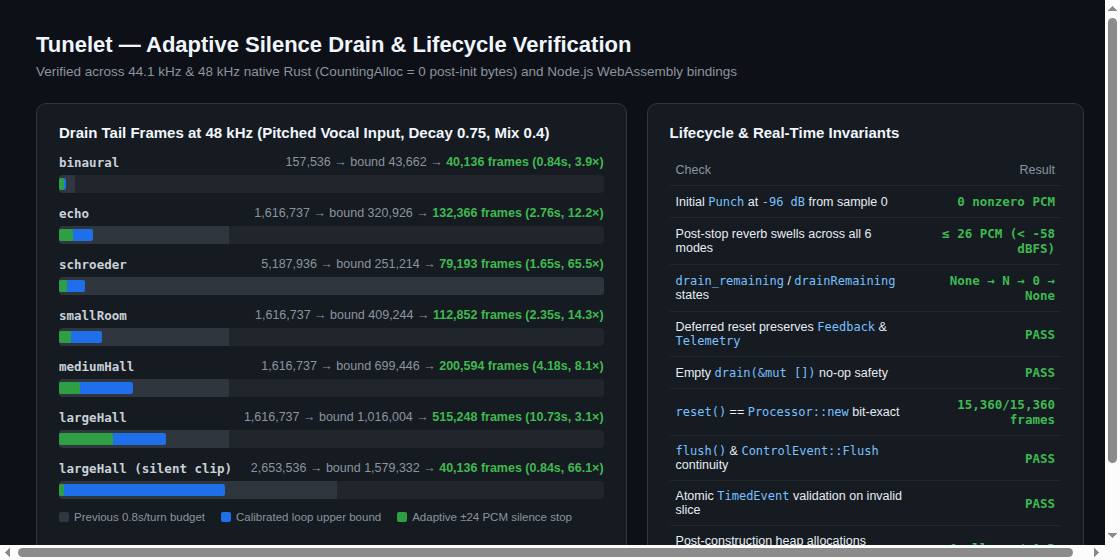 Tunelet — Adaptive Silence Drain & Lifecycle Verification
Verified across 44.1 kHz & 48 kHz native Rust (CountingAlloc = 0 post-init bytes) and Node.js WebAssembly bindings
Drain Tail Frames at 48 kHz (Pitched Vocal Input, Decay 0.75, Mix 0.4)
binaural 157,536 → bound 43,662 → 40,136 frames (0.84s, 3.9×)
echo 1,616,737 → bound 320,926 → 132,366 frames (2.76s, 12.2×)
schroeder 5,187,936 → bound 251,214 → 79,193 frames (1.65s, 65.5×)
smallRoom 1,616,737 → bound 409,244 → 112,852 frames (2.35s, 14.3×)
mediumHall 1,616,737 → bound 699,446 → 200,594 frames (4.18s, 8.1×)
largeHall 1,616,737 → bound 1,016,004 → 515,248 frames (10.73s, 3.1×)
largeHall (silent clip) 2,653,536 → bound 1,579,332 → 40,136 frames (0.84s, 66.1×)
Previous 0.8s/turn budget Calibrated loop upper bound Adaptive ±24 PCM silence stop
Lifecycle & Real-Time Invariants
Check Result
Initial Punch at -96 dB from sample 0 0 nonzero PCM
Post-stop reverb swells across all 6
modes
≤ 26 PCM (< -58
dBFS)
drain_remaining / drainRemaining
states
None → N → 0 →
None
Deferred reset preserves Feedback &
Telemetry
PASS
Empty drain(&mut []) no-op safety PASS
reset() == Processor::new bit-exact
15,360/15,360
frames
flush() & ControlEvent::Flush
continuity
PASS
Atomic TimedEvent validation on invalid
slice
PASS
Post-construction heap allocations